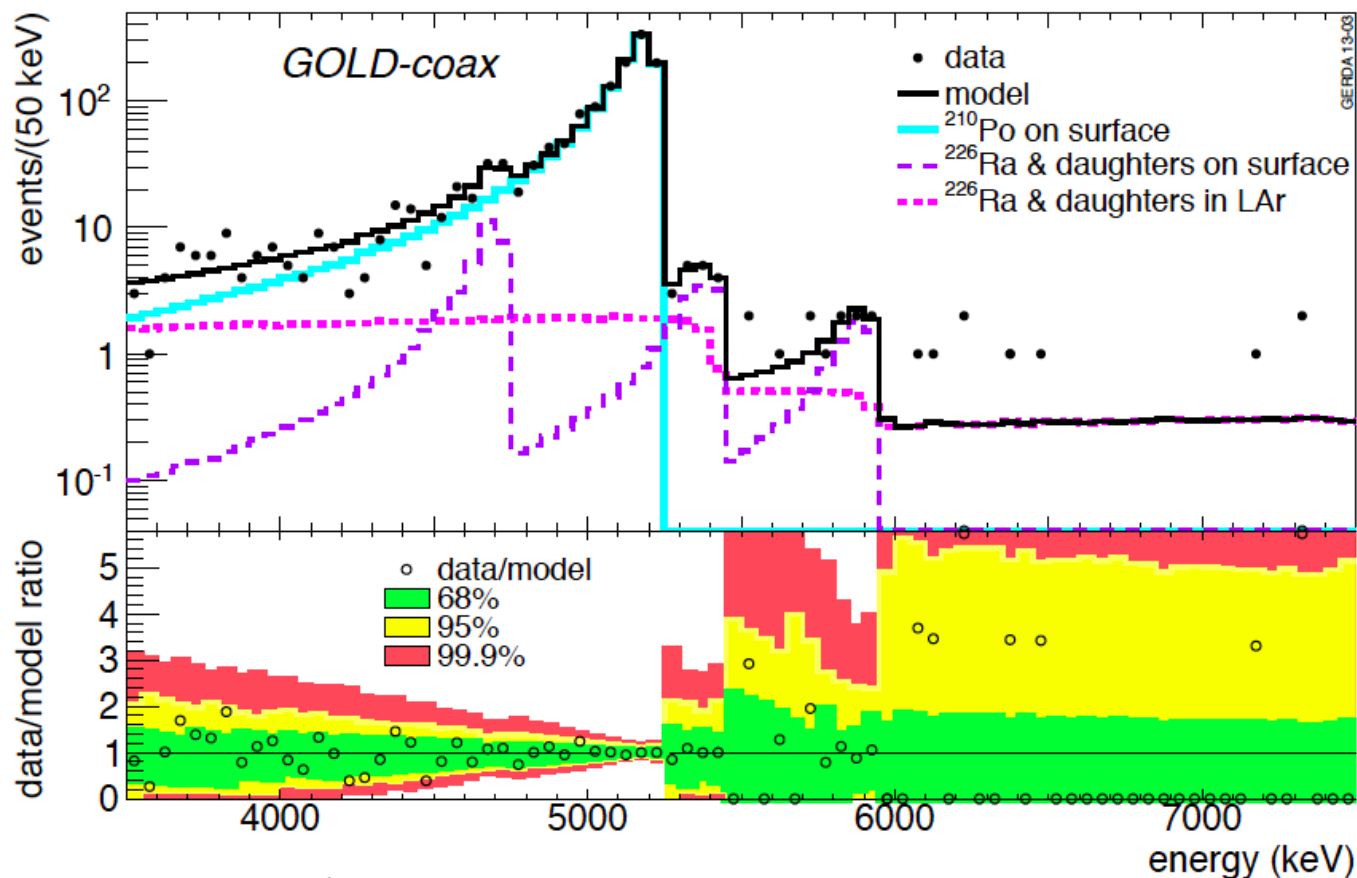 GOLD-coax
GERDA 13-03
data
model
²¹⁰Po on surface
²²⁶Ra & daughters on surface
²²⁶Ra & daughters in LAr
events/(50 keV)
10²
10
1
10⁻¹
data/model
68%
95%
99.9%
data/model ratio
5
4
3
2
1
0
4000 5000 6000 7000
energy (keV)